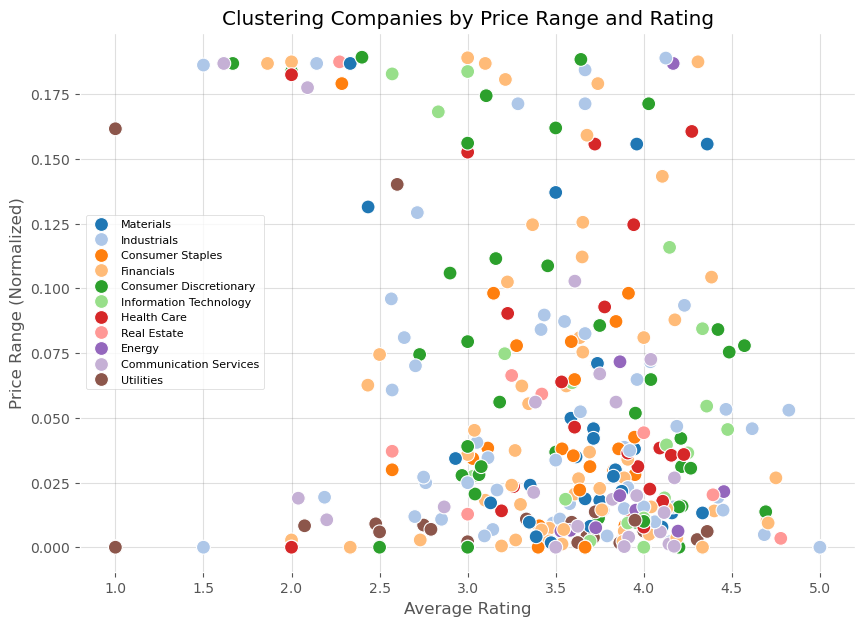 Clustering Companies by Price Range and Rating
Price Range (Normalized)
0.175
0.150
0.125
0.100
0.075
0.050
0.025
0.000
Materials
Industrials
Consumer Staples
Financials
Consumer Discretionary
Information Technology
Health Care
Real Estate
Energy
Communication Services
Utilities
1.0 1.5 2.0 2.5 3.0 3.5 4.0 4.5 5.0
Average Rating